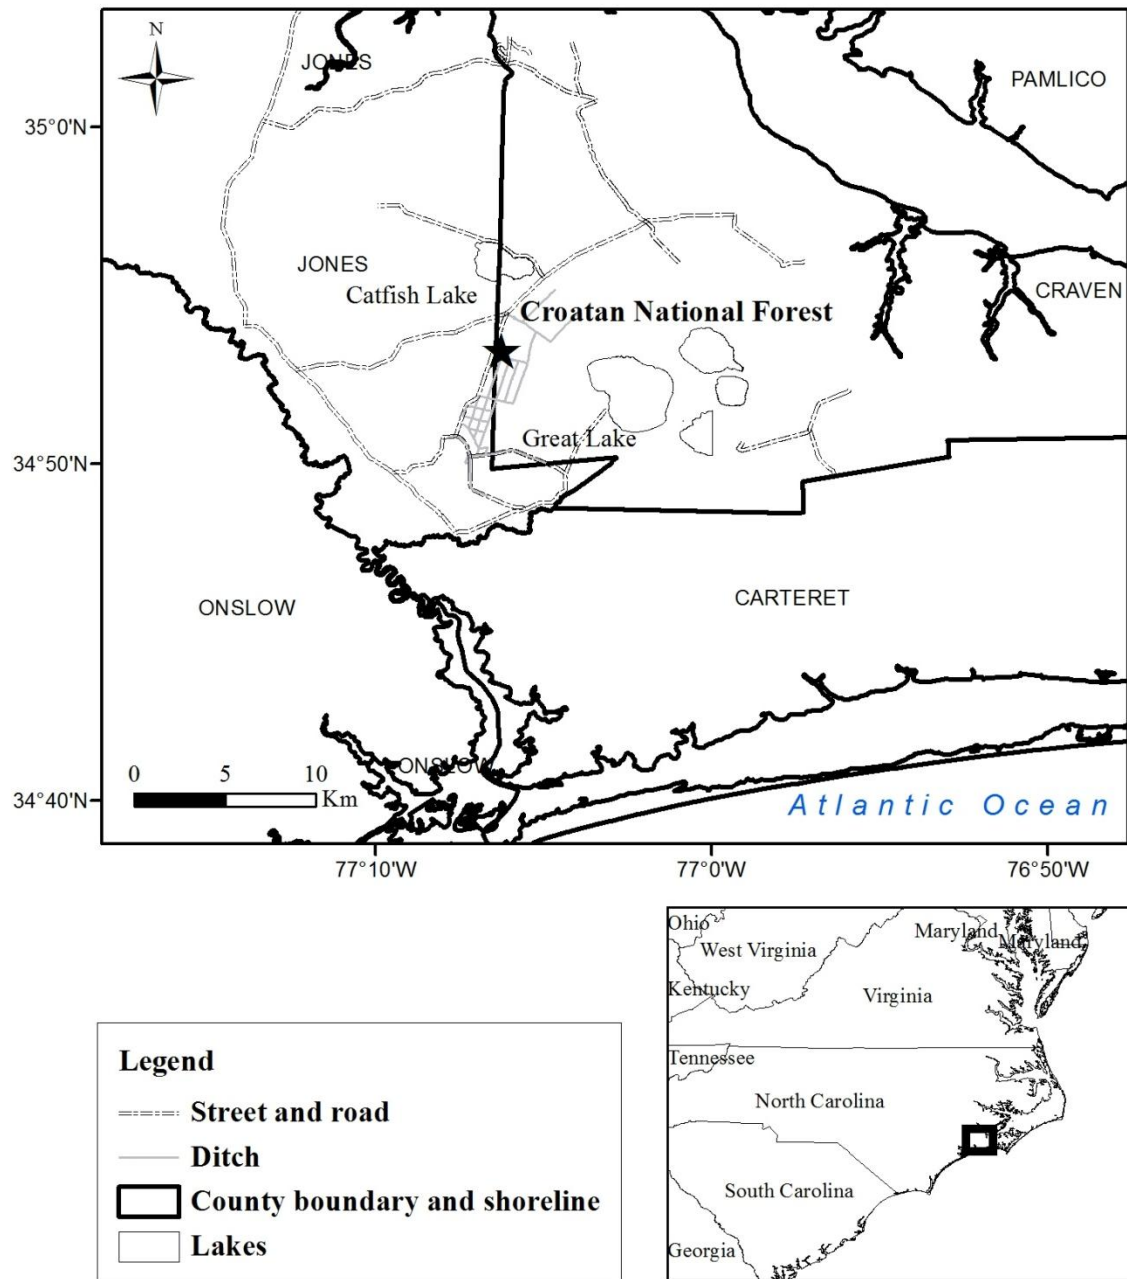 N
JONES
PAMLICO
35°0'N
JONES
Catfish Lake
CRAVEN
Croatan National Forest
Great Lake
34°50'N
ONSLOW
CARTERET
ONSLOW
0 5 10
Km
34°40'N
Atlantic Ocean
77°10'W 77°0'W 76°50'W
Ohio
Maryland
Maryland
West Virginia
Kentucky
Virginia
Tennessee
North Carolina
South Carolina
Georgia
Legend
Street and road
Ditch
County boundary and shoreline
Lakes